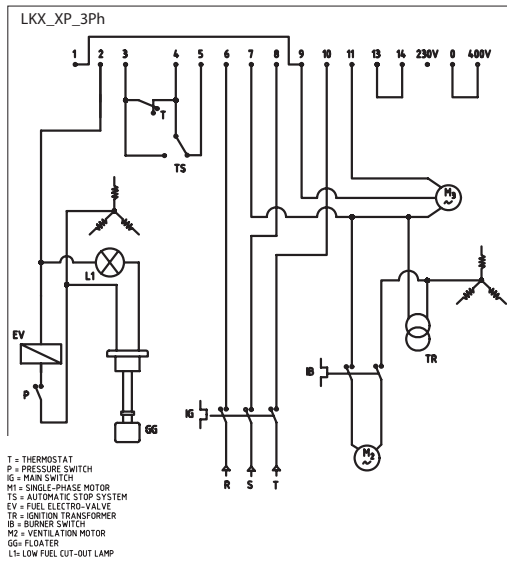 LKX_XP_3Ph
1 2 3 4 5 6 7 8 9 10 11 13 14 230V 0 400V
T
TS
M3
~
L1
EV
TR
P
IB
IG
GG
M2
~
R S T
T = THERMOSTAT
P = PRESSURE SWITCH
IG = MAIN SWITCH
M1 = SINGLE-PHASE MOTOR
TS = AUTOMATIC STOP SYSTEM
EV = FUEL ELECTRO-VALVE
TR = IGNITION TRANSFORMER
IB = BURNER SWITCH
M2 = VENTILATION MOTOR
GG= FLOATER
L1= LOW FUEL CUT-OUT LAMP